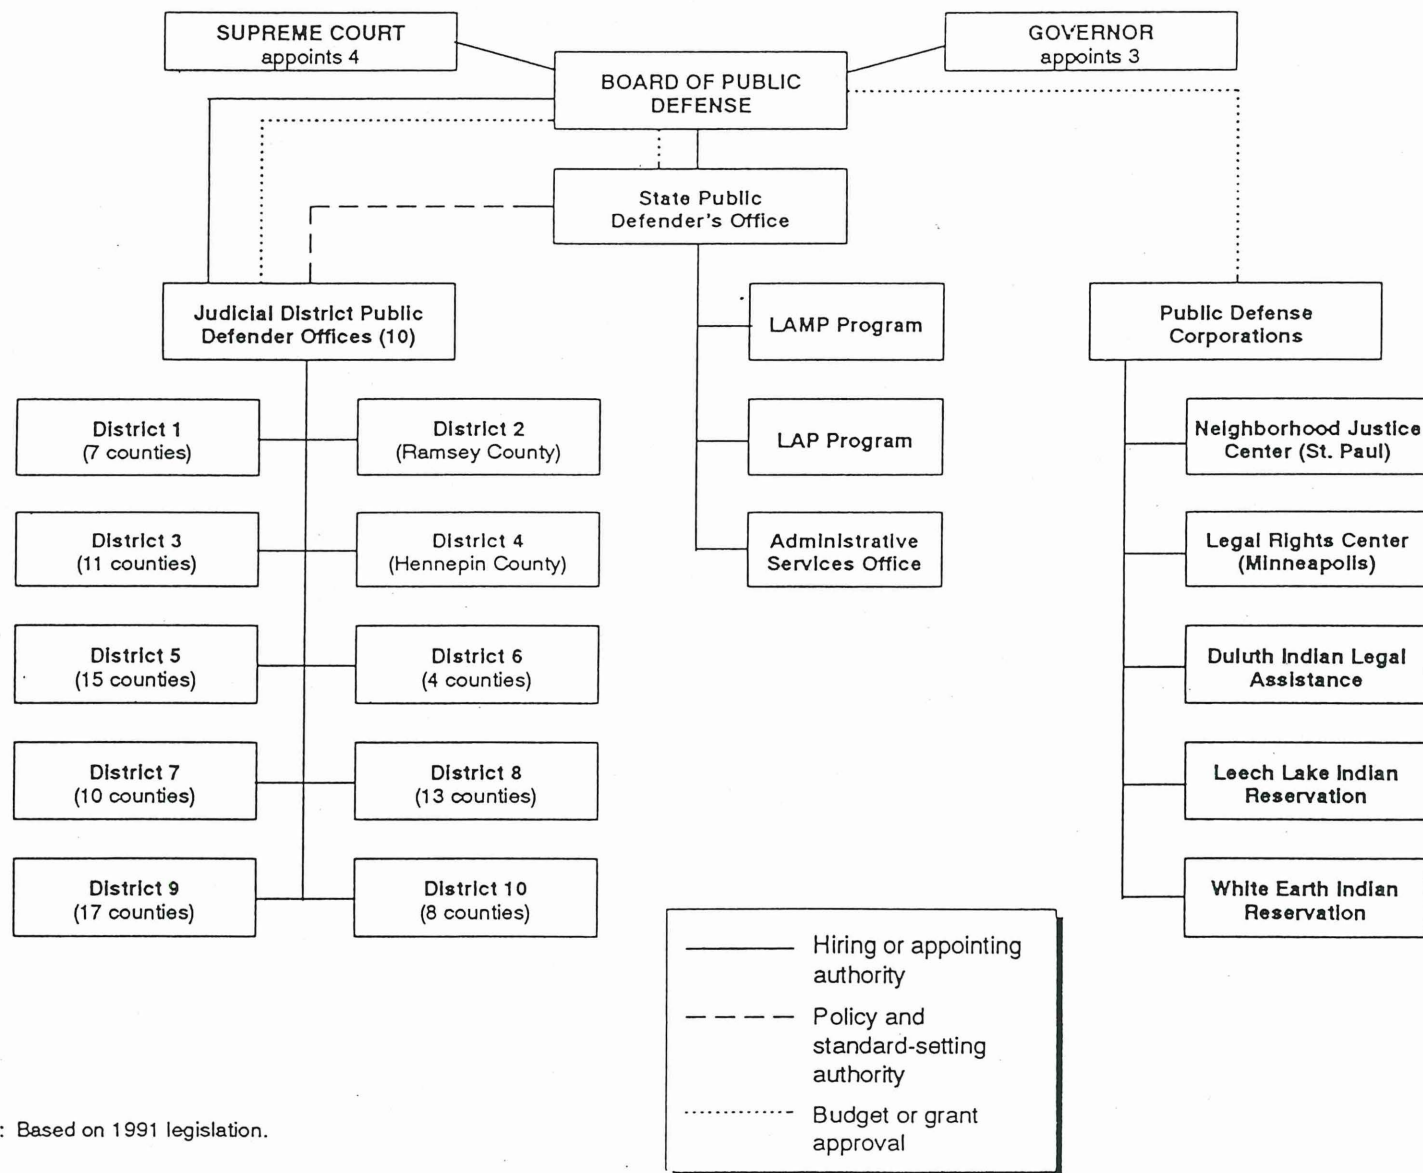 SUPREME COURT
appoints 4
GOVERNOR
appoints 3
BOARD OF PUBLIC
DEFENSE
State Public
Defender's Office
Judicial District Public
Defender Offices (10)
LAMP Program
Public Defense
Corporations
District 1
(7 counties)
District 2
(Ramsey County)
LAP Program
Neighborhood Justice
Center (St. Paul)
District 3
(11 counties)
District 4
(Hennepin County)
Administrative
Services Office
Legal Rights Center
(Minneapolis)
District 5
(15 counties)
District 6
(4 counties)
Duluth Indian Legal
Assistance
District 7
(10 counties)
District 8
(13 counties)
Leech Lake Indian
Reservation
District 9
(17 counties)
District 10
(8 counties)
White Earth Indian
Reservation
Hiring or appointing
authority
Policy and
standard-setting
authority
Budget or grant
approval
: Based on 1991 legislation.